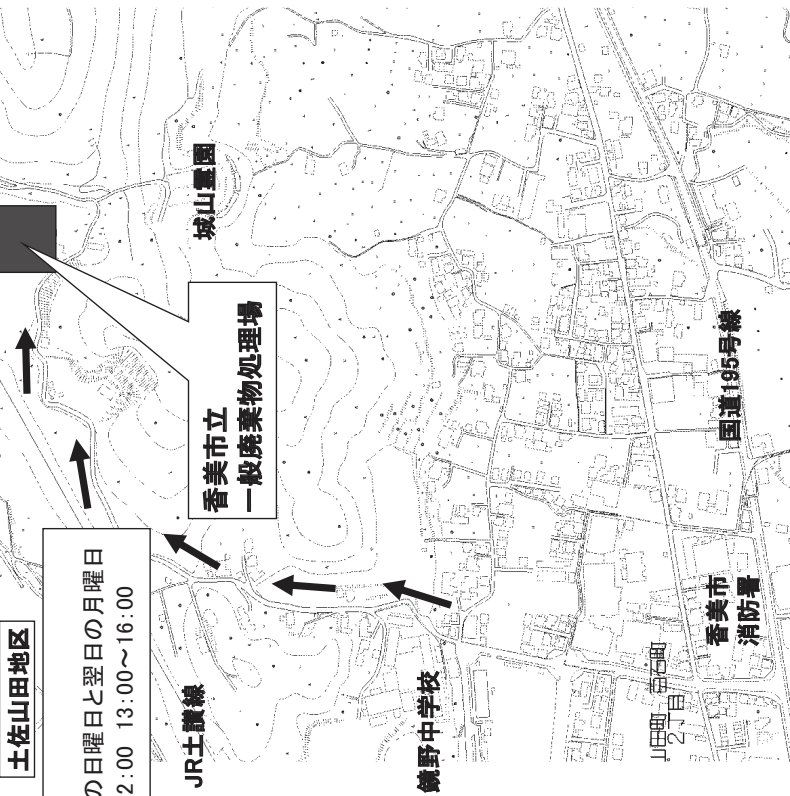 土佐山田地区
の日曜日と翌日の月曜日
2:00 13:00～16:00
JR土讃線
城山霊園
香美市立
一般廃棄物処理場
鏡野中学校
国道195号線
香美市
消防署
山田町 百石町
2丁目